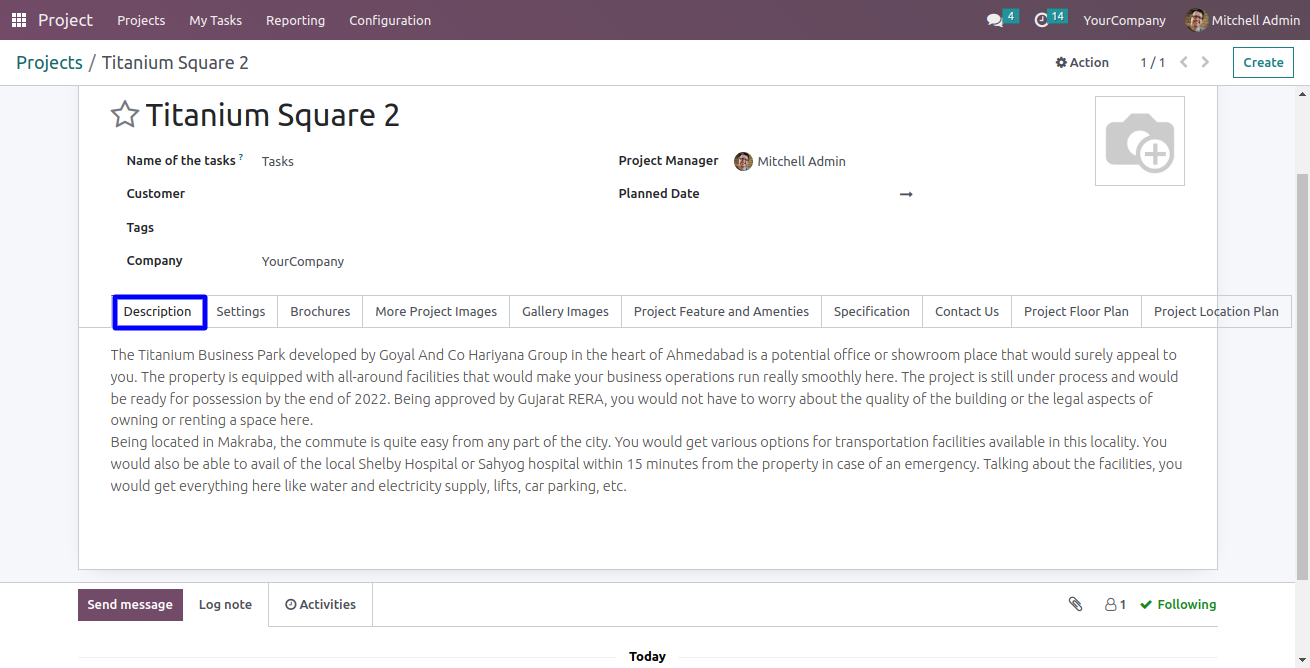 Project Projects My Tasks Reporting Configuration 4 14 YourCompany Mitchell Admin
Projects / Titanium Square 2 Action 1 / 1 Create
Titanium Square 2
Name of the tasks ? Tasks Project Manager Mitchell Admin
Customer Planned Date
Tags
Company YourCompany
Description Settings Brochures More Project Images Gallery Images Project Feature and Amenties Specification Contact Us Project Floor Plan Project Location Plan
The Titanium Business Park developed by Goyal And Co Hariyana Group in the heart of Ahmedabad is a potential office or showroom place that would surely appeal to
you. The property is equipped with all-around facilities that would make your business operations run really smoothly here. The project is still under process and would
be ready for possession by the end of 2022. Being approved by Gujarat RERA, you would not have to worry about the quality of the building or the legal aspects of
owning or renting a space here.
Being located in Makraba, the commute is quite easy from any part of the city. You would get various options for transportation facilities available in this locality. You
would also be able to avail of the local Shelby Hospital or Sahyog hospital within 15 minutes from the property in case of an emergency. Talking about the facilities, you
would get everything here like water and electricity supply, lifts, car parking, etc.
Send message Log note Activities 1 Following
Today